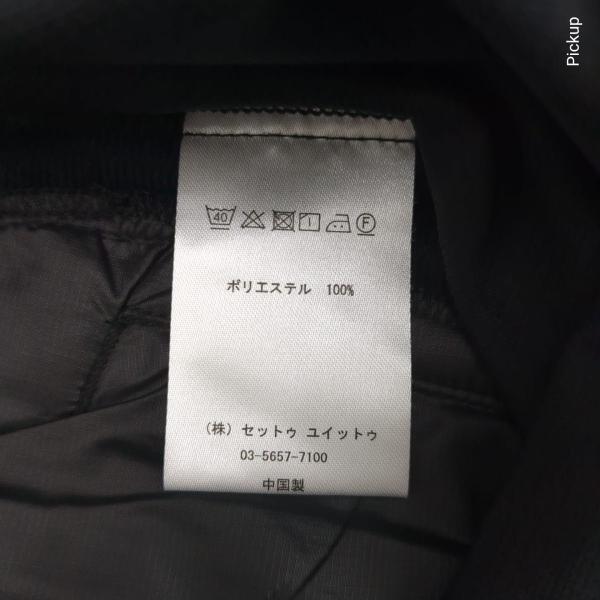 Pickup
40
F
ポリエステル 100%
(株) セットゥ ユイットゥ
03-5657-7100
中国製